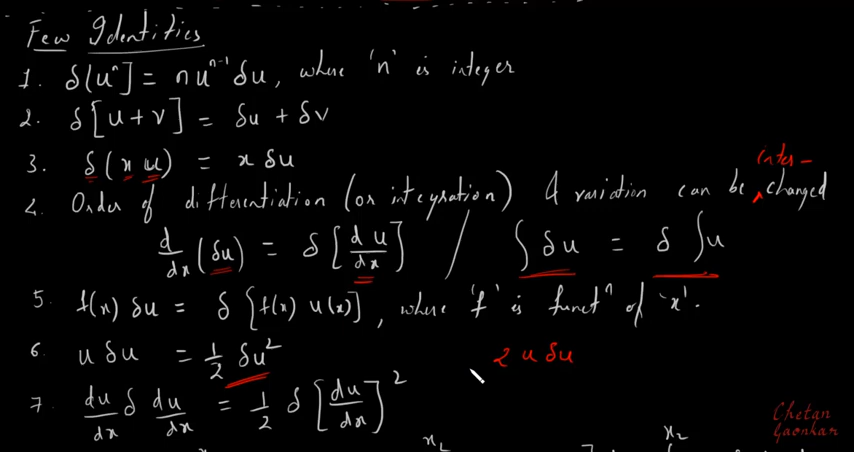 Few Identities
1. δ(uⁿ] = n uⁿ⁻¹ δu, where 'n' is integer
2. δ[u + v] = δu + δv
3. δ(x u) = x δu
inter-
4. Order of differentiation (or integration) & variation can be ^ changed
d/dx (δu) = δ[du/dx] / ∫ δu = δ ∫ u
5. f(x) δu = δ[f(x) u(x)], where 'f' is functⁿ of 'x'.
6. u δu = 1/2 δu² 2 u δu
7. du/dx δ du/dx = 1/2 δ[du/dx]²
Chetan
Gaonkar
x₂